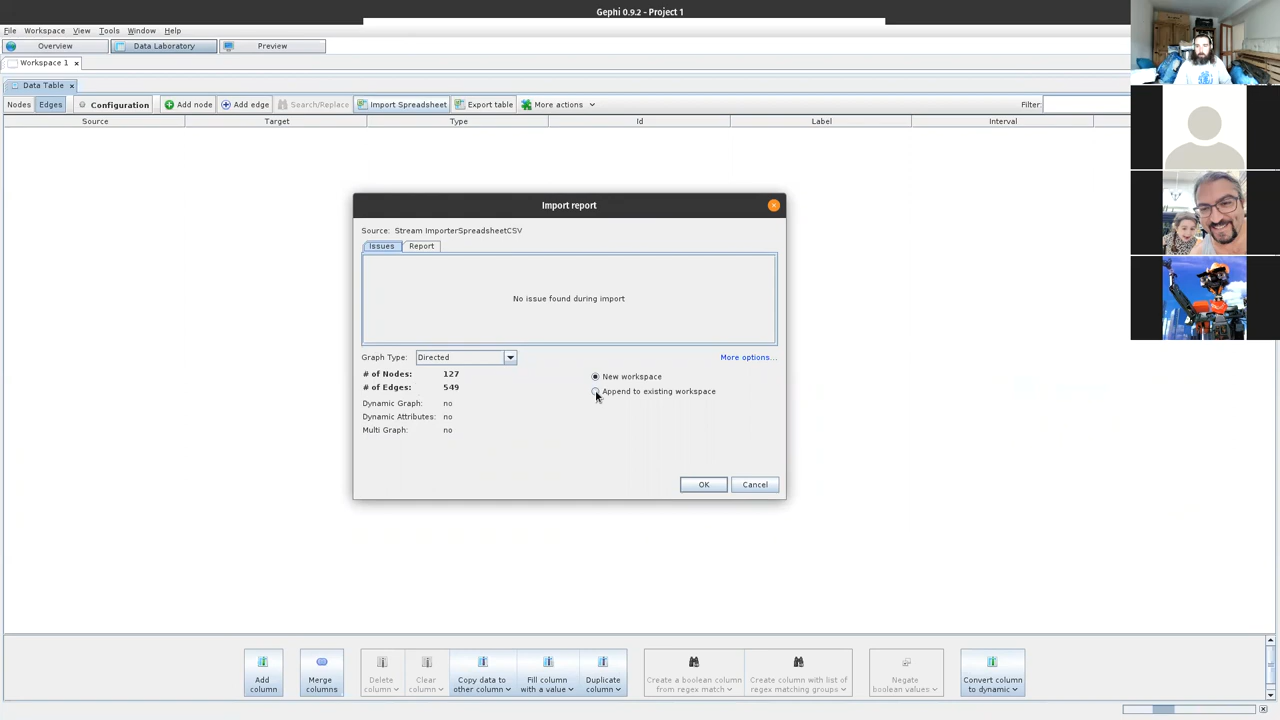 Gephi 0.9.2 - Project 1
File Workspace View Tools Window Help
Overview Data Laboratory Preview
Workspace 1 ×
Data Table ×
Nodes Edges Configuration Add node Add edge Search/Replace Import Spreadsheet Export table More actions Filter:
Source Target Type Id Label Interval
Import report
Source: Stream ImporterSpreadsheetCSV
Issues Report
No issue found during import
Graph Type: Directed More options...
# of Nodes: 127 New workspace
# of Edges: 549 Append to existing workspace
Dynamic Graph: no
Dynamic Attributes: no
Multi Graph: no
OK Cancel
Add column
Merge columns
Delete column
Clear column
Copy data to other column
Fill column with a value
Duplicate column
Create a boolean column from regex match
Create column with list of regex matching groups
Negate boolean values
Convert column to dynamic